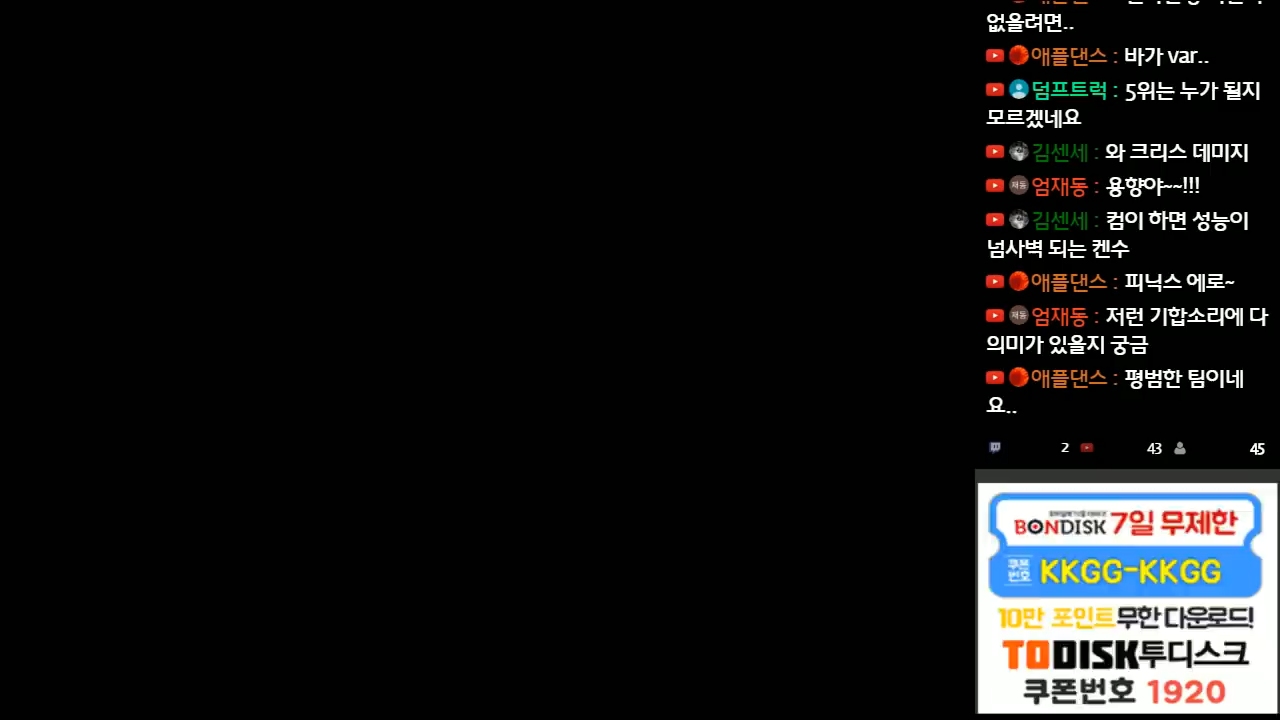 없을려면..
애플댄스 : 바가 var..
덤프트럭 : 5위는 누가 될지
모르겠네요
김센세 : 와 크리스 데미지
재동 엄재동 : 용향야~~!!!
김센세 : 컴이 하면 성능이
넘사벽 되는 켄수
애플댄스 : 피닉스 에로~
재동 엄재동 : 저런 기합소리에 다
의미가 있을지 궁금
애플댄스 : 평범한 팀이네
요..
2 43 45
BONDISK 7일 무제한
쿠폰
번호 KKGG-KKGG
10만 포인트 무한 다운로드!
TODISK투디스크
쿠폰번호 1920